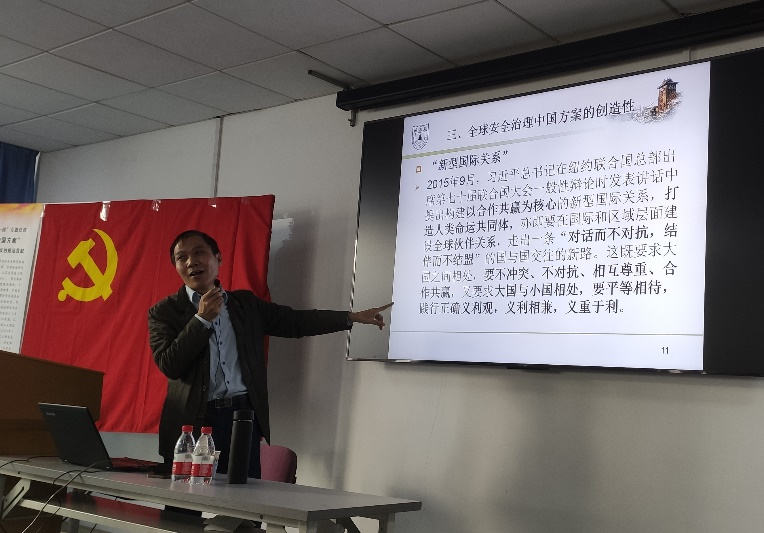 三、全球安全治理中国方案的创造性
“新型国际关系”
2015年9月，习近平总书记在纽约联合国总部出
席第七十届联合国大会一般性辩论时发表讲话中
提出构建以合作共赢为核心的新型国际关系，打
造人类命运共同体，亦即要在国际和区域层面建
设全球伙伴关系，走出一条“对话而不对抗，结
伴而不结盟”的国与国交往的新路。这既要求大
国之间相处，要不冲突、不对抗、相互尊重、合
作共赢，又要求大国与小国相处，要平等相待，
践行正确义利观，义利相兼，义重于利。
11